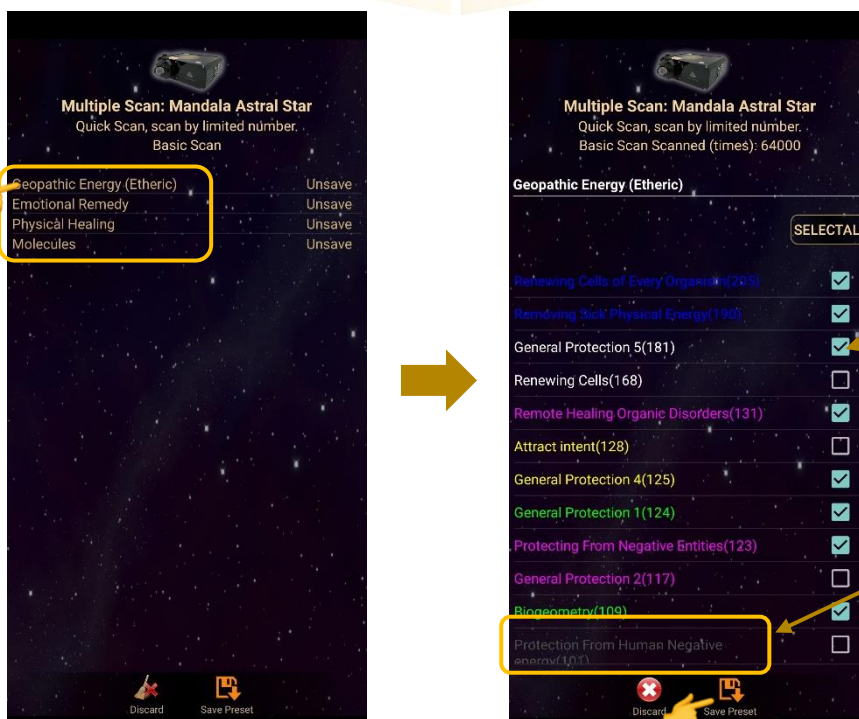 Multiple Scan: Mandala Astral Star
Quick Scan, scan by limited number.
Basic Scan
Geopathic Energy (Etheric) Unsave
Emotional Remedy Unsave
Physical Healing Unsave
Molecules Unsave
Discard Save Preset
Multiple Scan: Mandala Astral Star
Quick Scan, scan by limited number.
Basic Scan Scanned (times): 64000
Geopathic Energy (Etheric)
SELECTAL
Renewing Cells of Every Organism(205)
Removing Sick Physical Energy(190)
General Protection 5(181)
Renewing Cells(168)
Remote Healing Organic Disorders(131)
Attract intent(128)
General Protection 4(125)
General Protection 1(124)
Protecting From Negative Entities(123)
General Protection 2(117)
Biogeometry(109)
Protection From Human Negative
energy(101)
Discard Save Preset